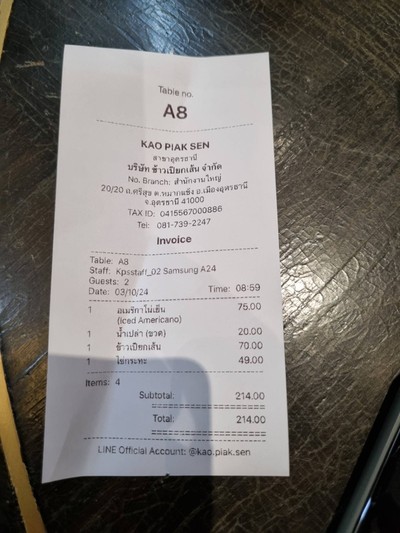 Table no.
A8
KAO PIAK SEN
สาขาอุดรธานี
บริษัท ข้าวเปียกเส้น จำกัด
No. Branch: สำนักงานใหญ่
20/20 ถ.ศรีสุข ต.หมากแข้ง อ.เมืองอุดรธานี
จ.อุดรธานี 41000
TAX ID: 0415567000886
Tel: 081-739-2247
Invoice
Table: A8
Staff: Kpsstaff_02 Samsung A24
Guests: 2
Date: 03/10/24 Time: 08:59
1 อเมริกาโน่เย็น 75.00
(Iced Americano)
1 น้ำเปล่า (ขวด) 20.00
1 ข้าวเปียกเส้น 70.00
1 ไข่กระทะ 49.00
Items: 4
Subtotal: 214.00
Total: 214.00
LINE Official Account: @kao.piak.sen